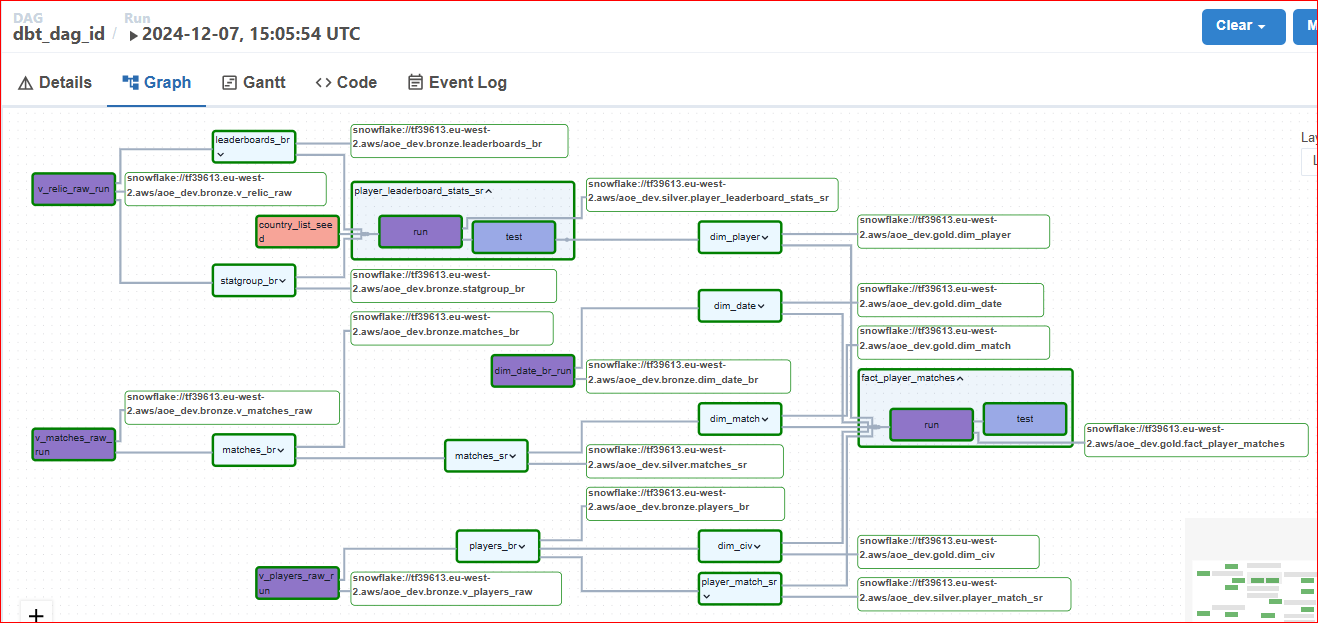 DAG
Run
dbt_dag_id / 2024-12-07, 15:05:54 UTC
Clear
M
Details
Graph
Gantt
Code
Event Log
Lay
L
leaderboards_br
snowflake://tf39613.eu-west-
2.aws/aoe_dev.bronze.leaderboards_br
v_relic_raw_run
snowflake://tf39613.eu-west-
2.aws/aoe_dev.bronze.v_relic_raw
player_leaderboard_stats_sr
run
test
snowflake://tf39613.eu-west-
2.aws/aoe_dev.silver.player_leaderboard_stats_sr
country_list_see
d
dim_player
snowflake://tf39613.eu-west-
2.aws/aoe_dev.gold.dim_player
statgroup_br
snowflake://tf39613.eu-west-
2.aws/aoe_dev.bronze.statgroup_br
dim_date
snowflake://tf39613.eu-west-
2.aws/aoe_dev.gold.dim_date
snowflake://tf39613.eu-west-
2.aws/aoe_dev.bronze.matches_br
snowflake://tf39613.eu-west-
2.aws/aoe_dev.gold.dim_match
dim_date_br_run
snowflake://tf39613.eu-west-
2.aws/aoe_dev.bronze.dim_date_br
fact_player_matches
run
test
snowflake://tf39613.eu-west-
2.aws/aoe_dev.gold.fact_player_matches
snowflake://tf39613.eu-west-
2.aws/aoe_dev.bronze.v_matches_raw
v_matches_raw_
run
matches_br
matches_sr
dim_match
snowflake://tf39613.eu-west-
2.aws/aoe_dev.silver.matches_sr
snowflake://tf39613.eu-west-
2.aws/aoe_dev.bronze.players_br
players_br
dim_civ
snowflake://tf39613.eu-west-
2.aws/aoe_dev.gold.dim_civ
v_players_raw_r
un
snowflake://tf39613.eu-west-
2.aws/aoe_dev.bronze.v_players_raw
player_match_sr
snowflake://tf39613.eu-west-
2.aws/aoe_dev.silver.player_match_sr
+